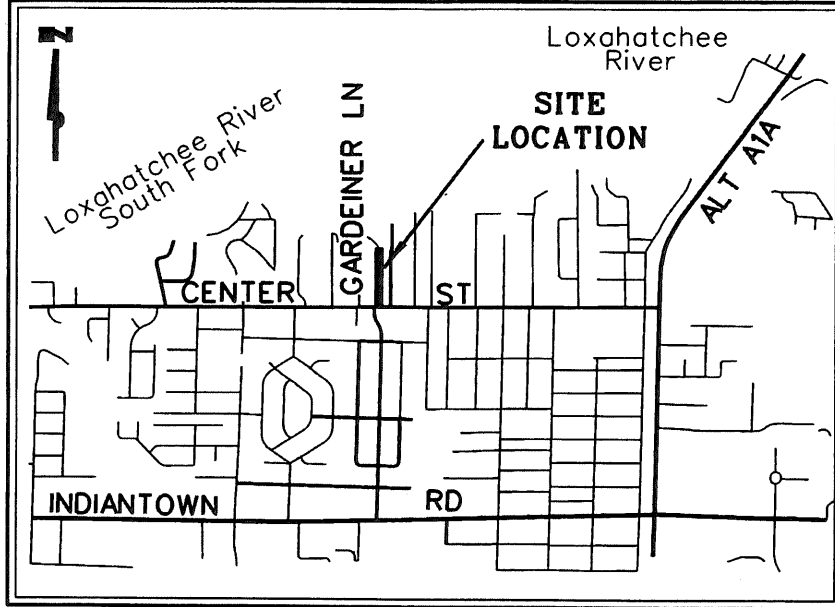 N
Loxahatchee
River
Loxahatchee River
South Fork
GARDEINER LN
SITE
LOCATION
ALT A1A
CENTER ST
INDIANTOWN RD